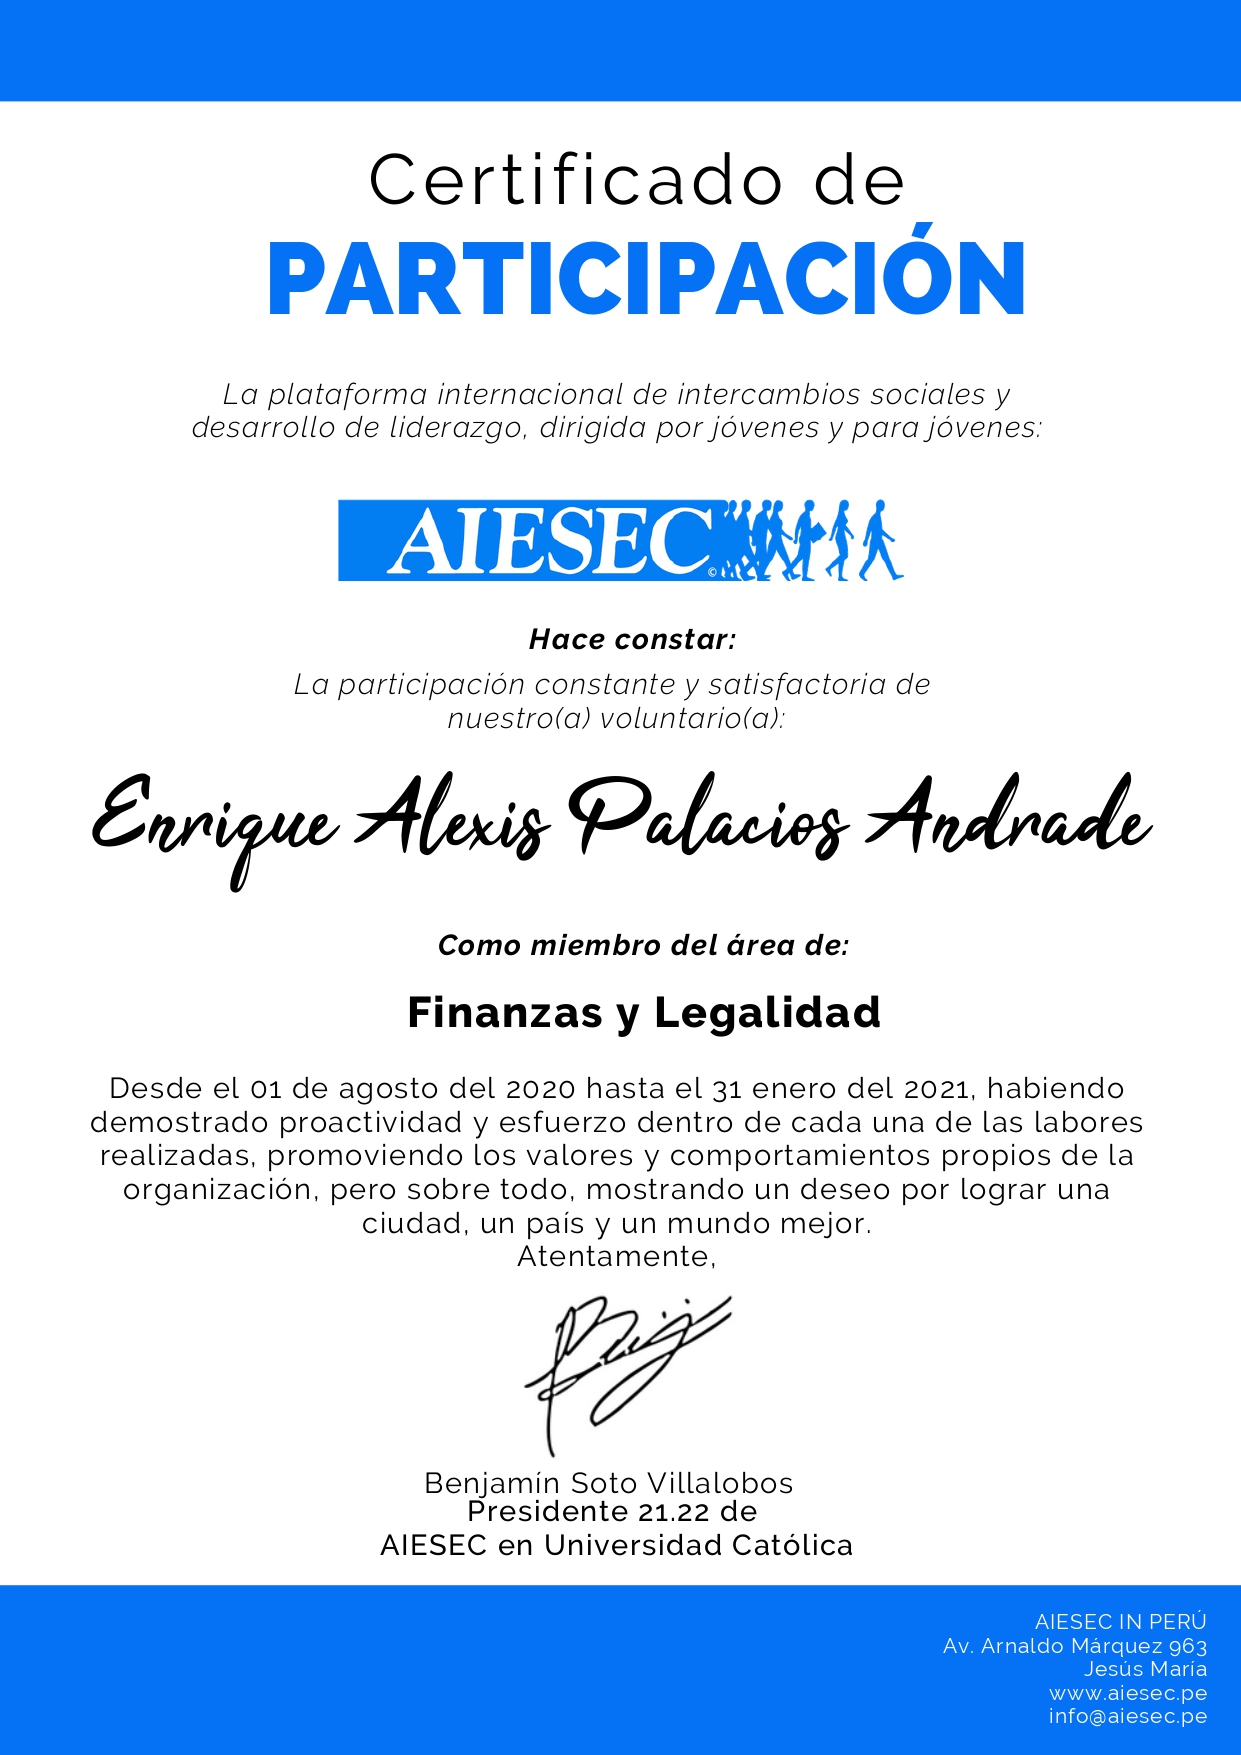 Certificado de
PARTICIPACIÓN
La plataforma internacional de intercambios sociales y
desarrollo de liderazgo, dirigida por jóvenes y para jóvenes:
AIESEC©
Hace constar:
La participación constante y satisfactoria de
nuestro(a) voluntario(a):
Enrique Alexis Palacios Andrade
Como miembro del área de:
Finanzas y Legalidad
Desde el 01 de agosto del 2020 hasta el 31 enero del 2021, habiendo
demostrado proactividad y esfuerzo dentro de cada una de las labores
realizadas, promoviendo los valores y comportamientos propios de la
organización, pero sobre todo, mostrando un deseo por lograr una
ciudad, un país y un mundo mejor.
Atentamente,
Benjamín Soto Villalobos
Presidente 21.22 de
AIESEC en Universidad Católica
AIESEC IN PERÚ
Av. Arnaldo Márquez 963
Jesús María
www.aiesec.pe
info@aiesec.pe